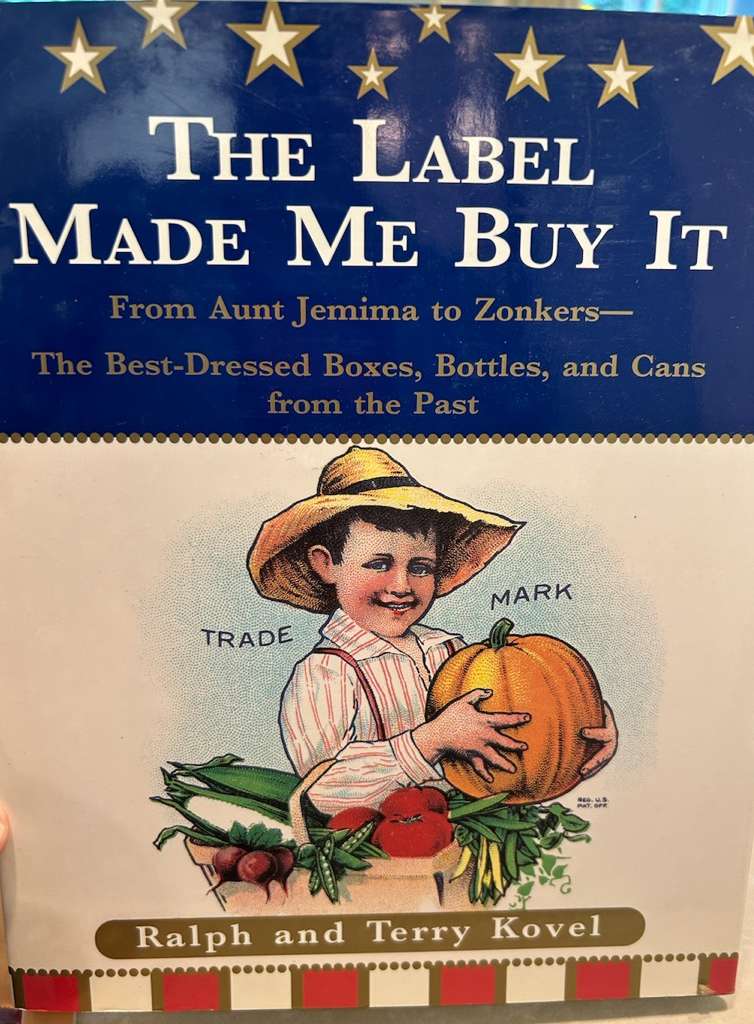 THE LABEL
MADE ME BUY IT
From Aunt Jemima to Zonkers—
The Best-Dressed Boxes, Bottles, and Cans
from the Past
TRADE MARK
REG. U.S.
PAT. OFF.
Ralph and Terry Kovel